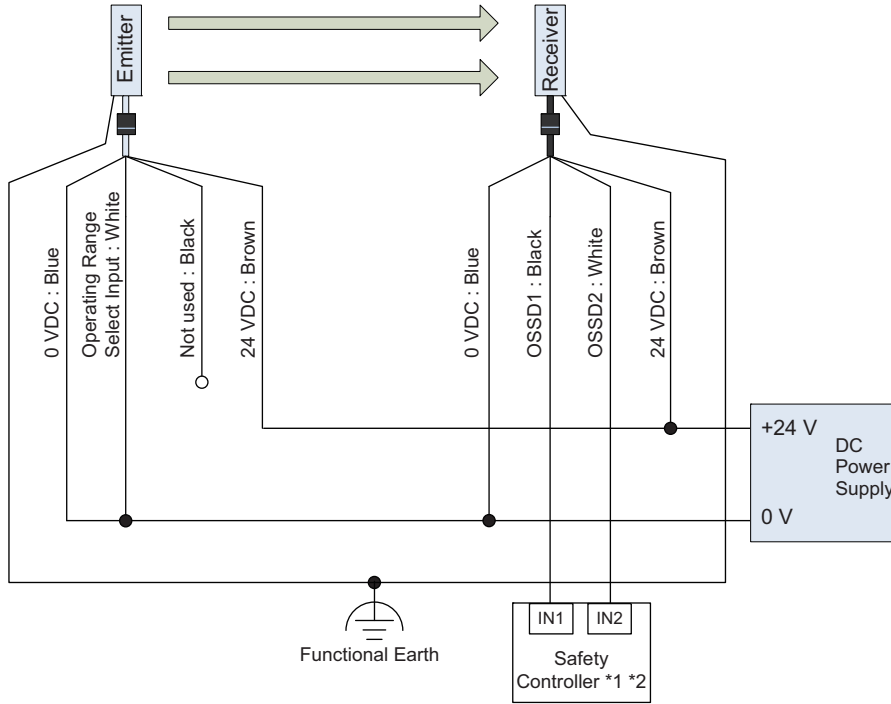 Emitter
Receiver
0 VDC : Blue
Operating Range
Select Input : White
Not used : Black
24 VDC : Brown
0 VDC : Blue
OSSD1 : Black
OSSD2 : White
24 VDC : Brown
+24 V
DC
Power
Supply
0 V
IN1
IN2
Functional Earth
Safety
Controller *1 *2